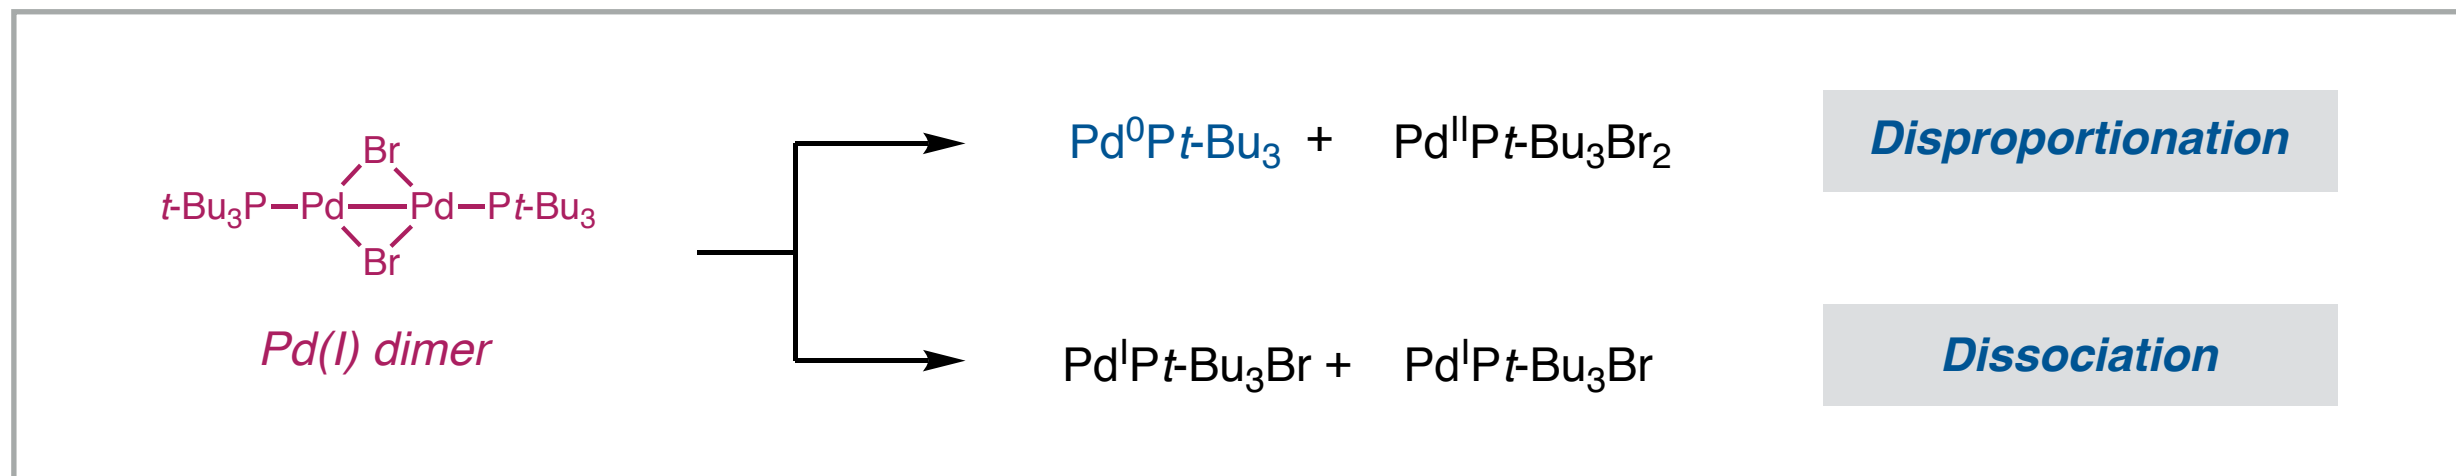 Br
t-Bu₃P—Pd—Pd—Pt-Bu₃
Br
Pd(I) dimer
Pd⁰Pt-Bu₃ + PdᴵᴵPt-Bu₃Br₂
Disproportionation
PdᴵPt-Bu₃Br + PdᴵPt-Bu₃Br
Dissociation